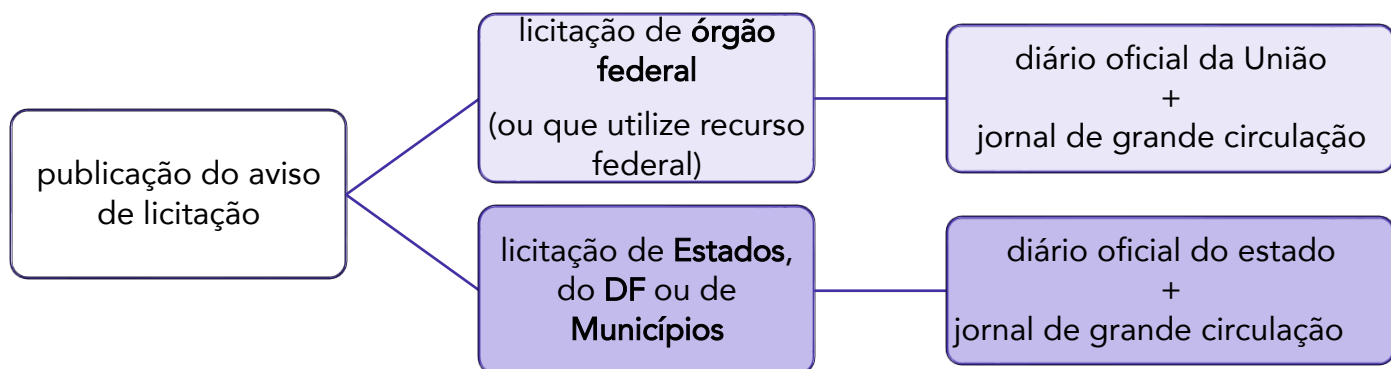 publicação do aviso
de licitação
licitação de órgão
federal
(ou que utilize recurso
federal)
diário oficial da União
+
jornal de grande circulação
licitação de Estados,
do DF ou de
Municípios
diário oficial do estado
+
jornal de grande circulação